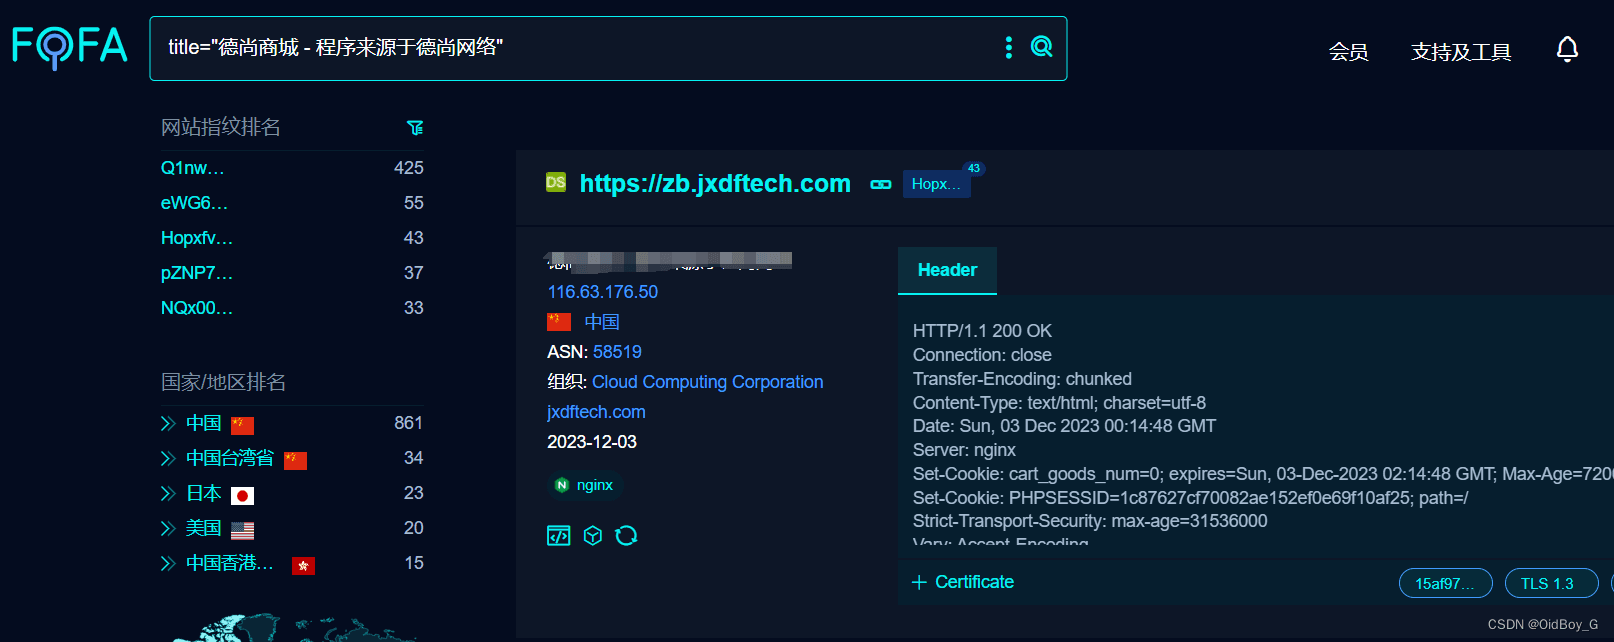 FOFA
title="德尚商城 - 程序来源于德尚网络"
会员
支持及工具
网站指纹排名
Q1nw... 425
eWG6... 55
Hopxfv... 43
pZNP7... 37
NQx00... 33
国家/地区排名
中国 861
中国台湾省 34
日本 23
美国 20
中国香港... 15
DS https://zb.jxdftech.com Hopx... 43
116.63.176.50
中国
ASN: 58519
组织: Cloud Computing Corporation
jxdftech.com
2023-12-03
N nginx
Header
HTTP/1.1 200 OK
Connection: close
Transfer-Encoding: chunked
Content-Type: text/html; charset=utf-8
Date: Sun, 03 Dec 2023 00:14:48 GMT
Server: nginx
Set-Cookie: cart_goods_num=0; expires=Sun, 03-Dec-2023 02:14:48 GMT; Max-Age=720
Set-Cookie: PHPSESSID=1c87627cf70082ae152ef0e69f10af25; path=/
Strict-Transport-Security: max-age=31536000
Vary: Accept-Encoding
+ Certificate
15af97...
TLS 1.3
CSDN @OidBoy_G